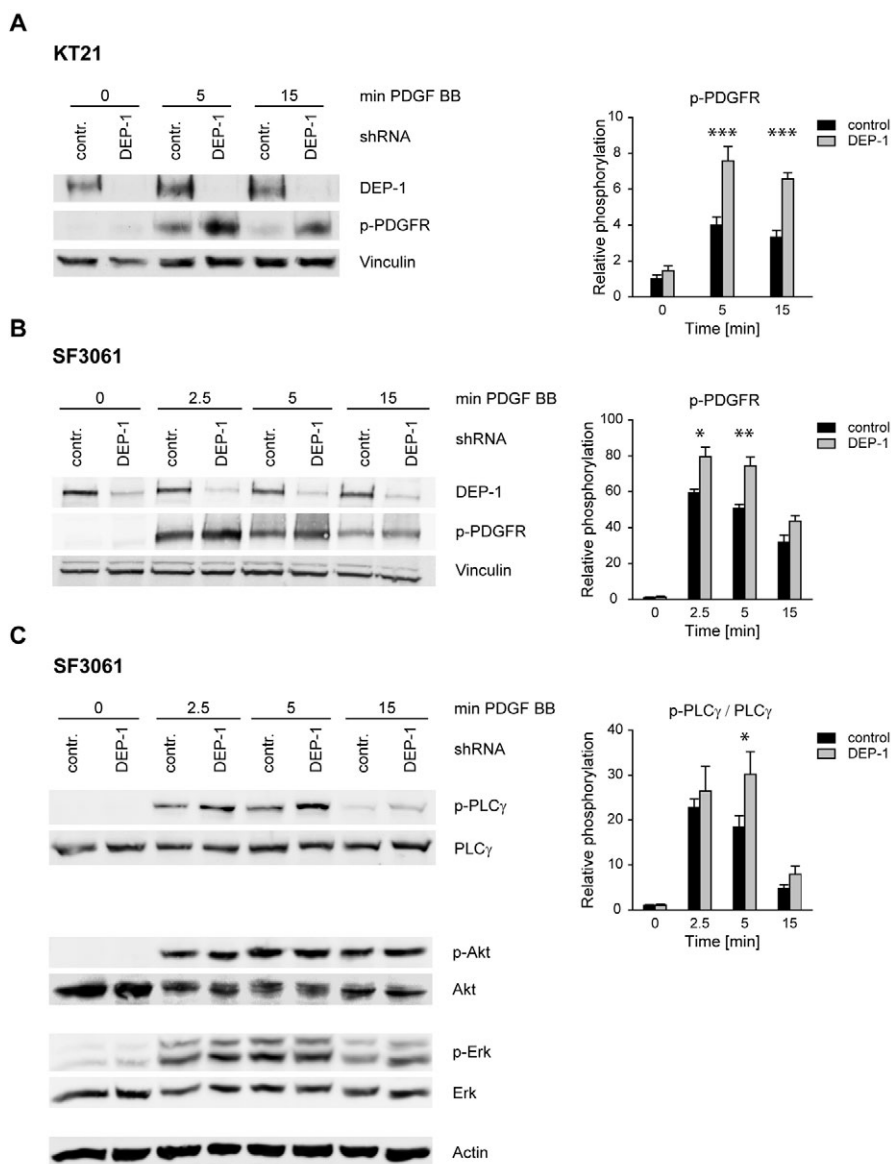 A
KT21
0 5 15 min PDGF BB
contr. DEP-1 contr. DEP-1 contr. DEP-1 shRNA
DEP-1
p-PDGFR
Vinculin
p-PDGFR
control
DEP-1
Relative phosphorylation
10
8
6
4
2
0
*** ***
0 5 15
Time [min]
B
SF3061
0 2.5 5 15 min PDGF BB
contr. DEP-1 contr. DEP-1 contr. DEP-1 contr. DEP-1 shRNA
DEP-1
p-PDGFR
Vinculin
p-PDGFR
control
DEP-1
Relative phosphorylation
100
80
60
40
20
0
* **
0 2.5 5 15
Time [min]
C
SF3061
0 2.5 5 15 min PDGF BB
contr. DEP-1 contr. DEP-1 contr. DEP-1 contr. DEP-1 shRNA
p-PLCγ
PLCγ
p-Akt
Akt
p-Erk
Erk
Actin
p-PLCγ / PLCγ
control
DEP-1
Relative phosphorylation
40
30
20
10
0
*
0 2.5 5 15
Time [min]